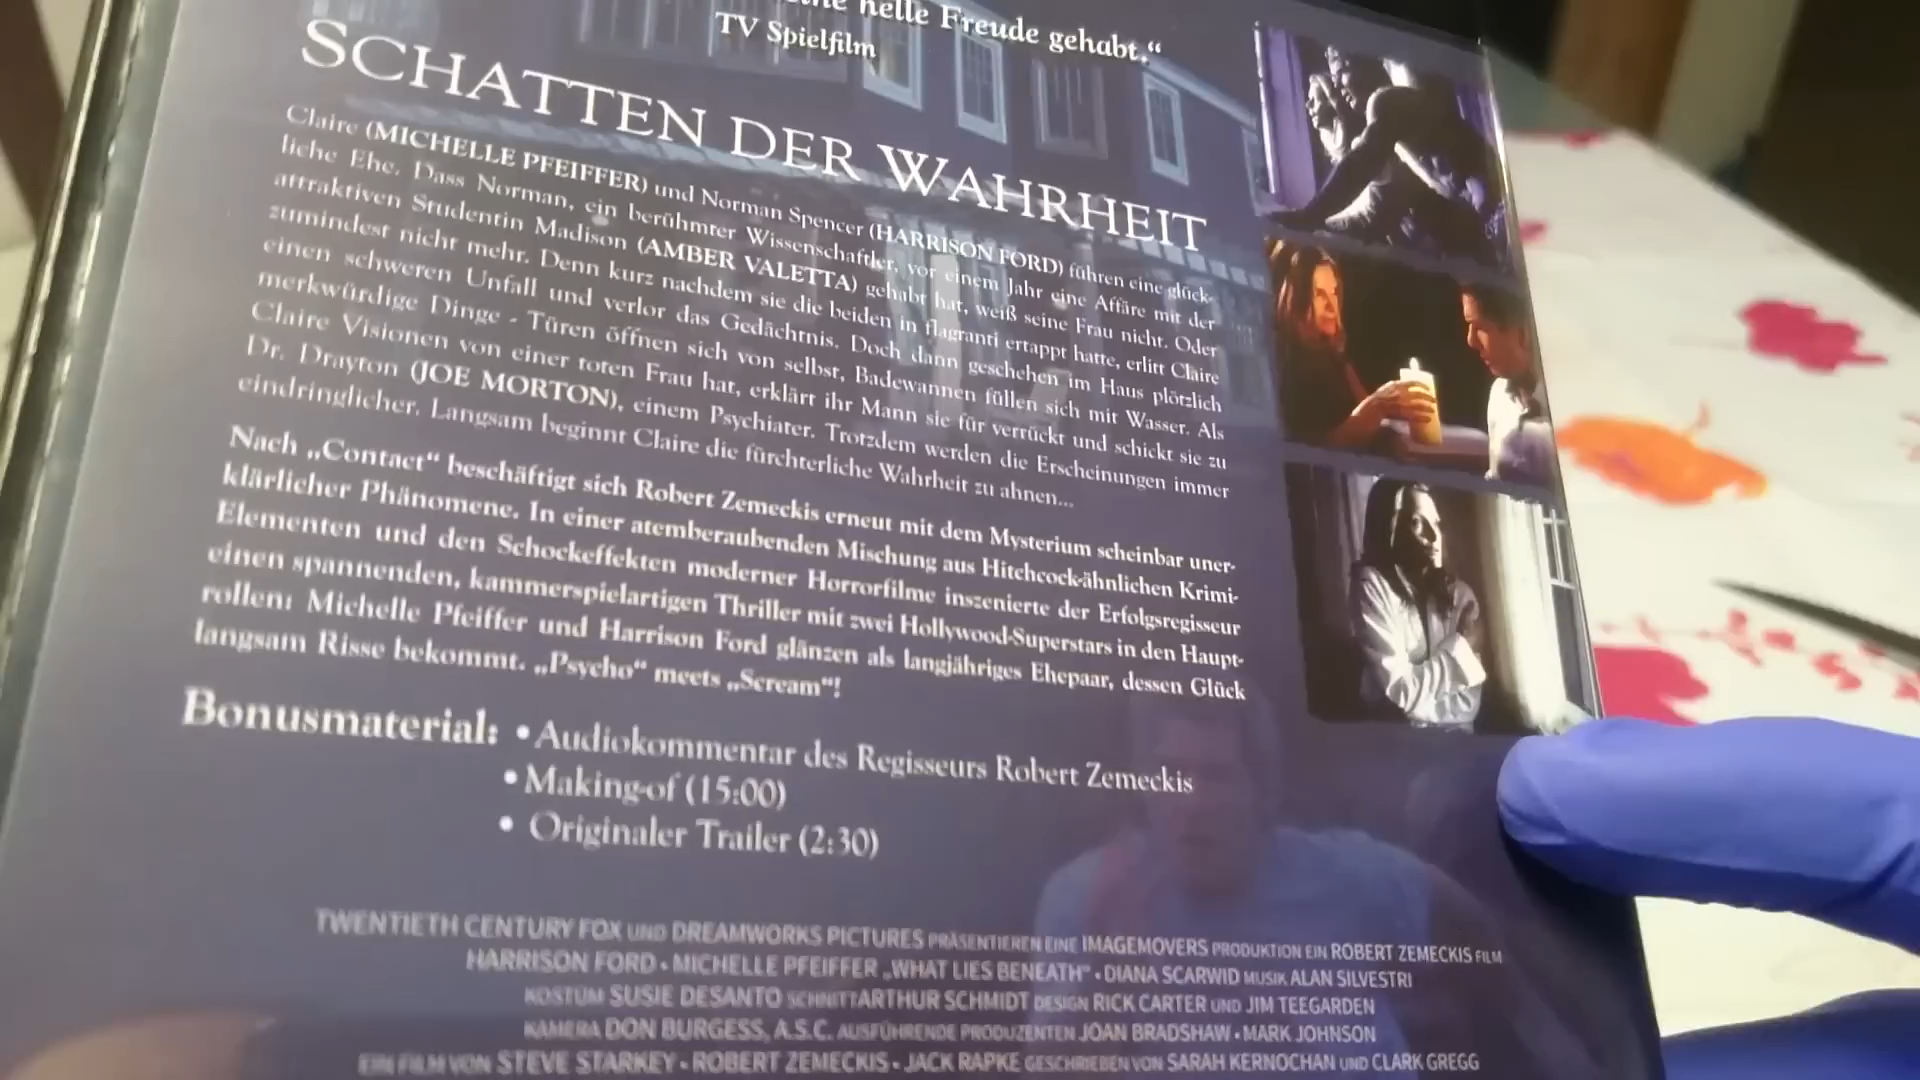 helle Freude gehabt.“
TV Spielfilm
SCHATTEN DER WAHRHEIT
Claire (MICHELLE PFEIFFER) und Norman Spencer (HARRISON FORD) führen eine glück-
liche Ehe. Dass Norman, ein berühmter Wissenschaftler, vor einem Jahr eine Affäre mit der
attraktiven Studentin Madison (AMBER VALETTA) gehabt hat, weiß seine Frau nicht. Oder
zumindest nicht mehr. Denn kurz nachdem sie die beiden in flagranti ertappt hatte, erlitt Claire
einen schweren Unfall und verlor das Gedächtnis. Doch dann geschehen im Haus plötzlich
merkwürdige Dinge - Türen öffnen sich von selbst, Badewannen füllen sich mit Wasser. Als
Claire Visionen von einer toten Frau hat, erklärt ihr Mann sie für verrückt und schickt sie zu
Dr. Drayton (JOE MORTON), einem Psychiater. Trotzdem werden die Erscheinungen immer
eindringlicher. Langsam beginnt Claire die fürchterliche Wahrheit zu ahnen...
Nach „Contact“ beschäftigt sich Robert Zemeckis erneut mit dem Mysterium scheinbar uner-
klärlicher Phänomene. In einer atemberaubenden Mischung aus Hitchcock-ähnlichen Krimi-
Elementen und den Schockeffekten moderner Horrorfilme inszenierte der Erfolgsregisseur
einen spannenden, kammerspielartigen Thriller mit zwei Hollywood-Superstars in den Haupt-
rollen: Michelle Pfeiffer und Harrison Ford glänzen als langjähriges Ehepaar, dessen Glück
langsam Risse bekommt. „Psycho“ meets „Scream“!
Bonusmaterial: • Audiokommentar des Regisseurs Robert Zemeckis
• Making-of (15:00)
• Originaler Trailer (2:30)
TWENTIETH CENTURY FOX UND DREAMWORKS PICTURES PRÄSENTIEREN EINE IMAGEMOVERS PRODUKTION EIN ROBERT ZEMECKIS FILM
HARRISON FORD • MICHELLE PFEIFFER „WHAT LIES BENEATH“ • DIANA SCARWID MUSIK ALAN SILVESTRI
KOSTÜM SUSIE DESANTO SCHNITT ARTHUR SCHMIDT DESIGN RICK CARTER UND JIM TEEGARDEN
KAMERA DON BURGESS, A.S.C. AUSFÜHRENDE PRODUZENTEN JOAN BRADSHAW • MARK JOHNSON
EIN FILM VON STEVE STARKEY • ROBERT ZEMECKIS • JACK RAPKE GESCHRIEBEN VON SARAH KERNOCHAN UND CLARK GREGG